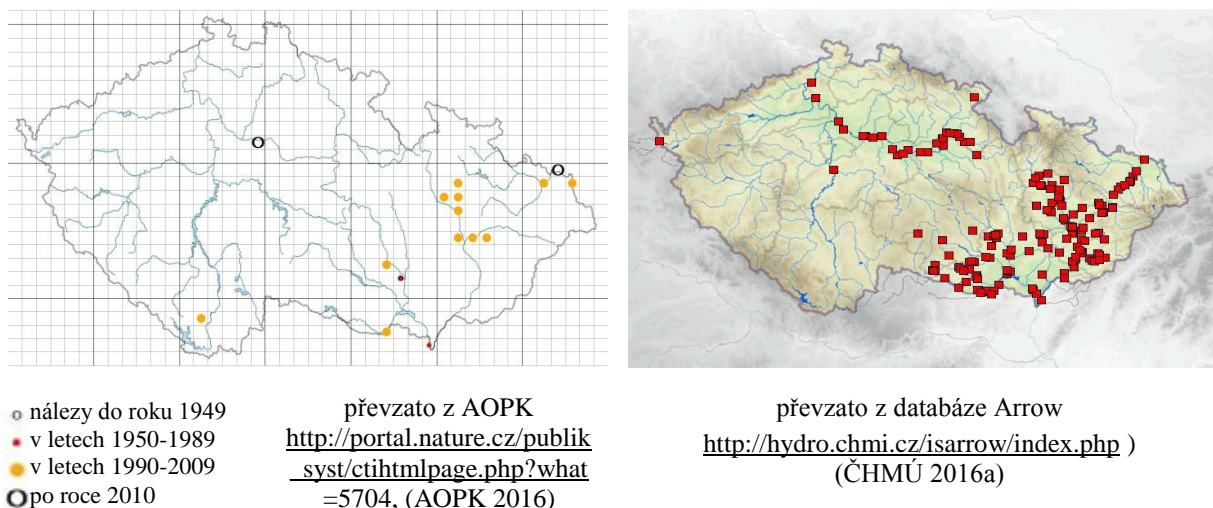 nálezy do roku 1949
v letech 1950-1989
v letech 1990-2009
po roce 2010
převzato z AOPK
http://portal.nature.cz/publik
_syst/ctihtmlpage.php?what
=5704, (AOPK 2016)
převzato z databáze Arrow
http://hydro.chmi.cz/isarrow/index.php )
(ČHMÚ 2016a)